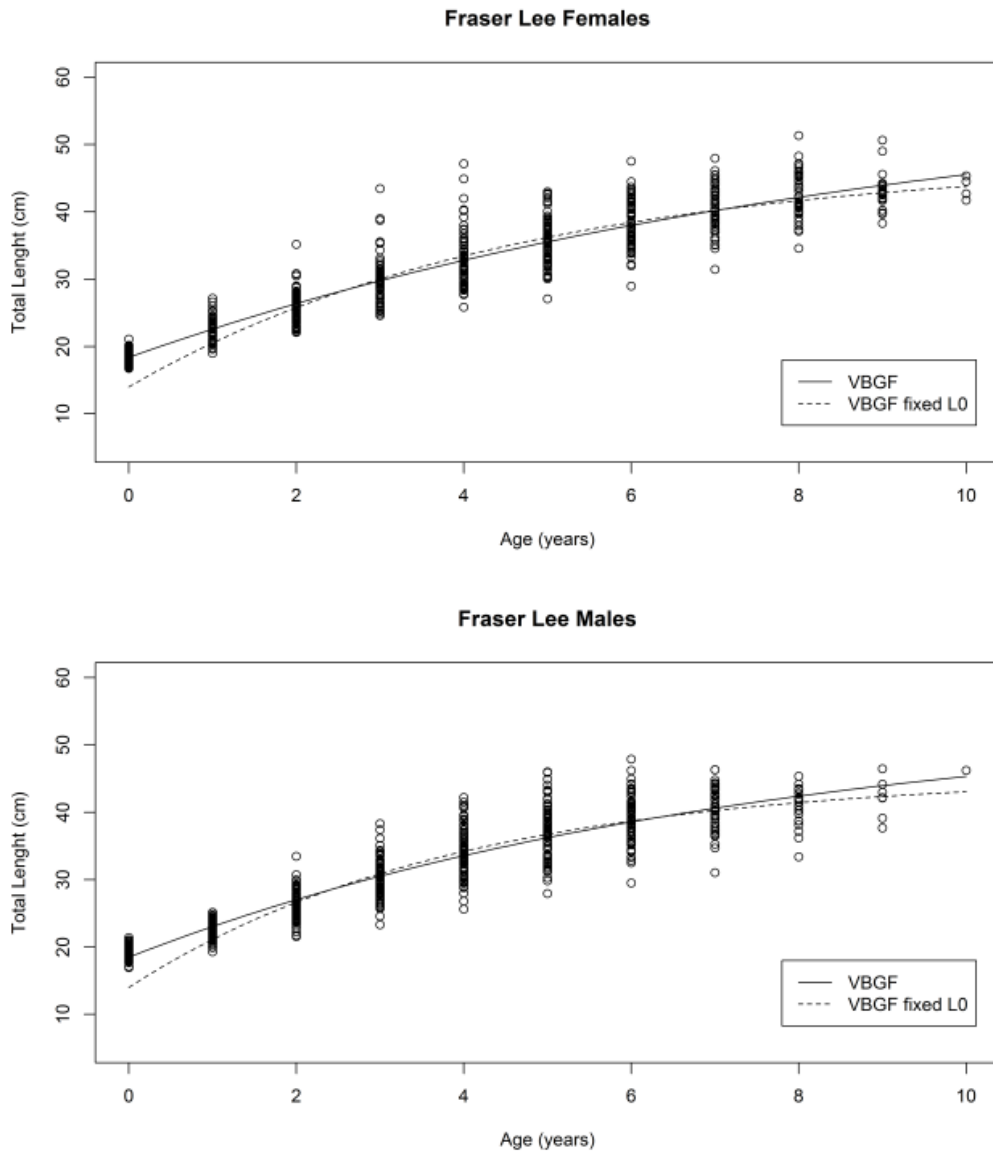 Fraser Lee Females
60
50
40
30
20
10
Total Lenght (cm)
VBGF
VBGF fixed L0
0 2 4 6 8 10
Age (years)
Fraser Lee Males
60
50
40
30
20
10
Total Lenght (cm)
VBGF
VBGF fixed L0
0 2 4 6 8 10
Age (years)